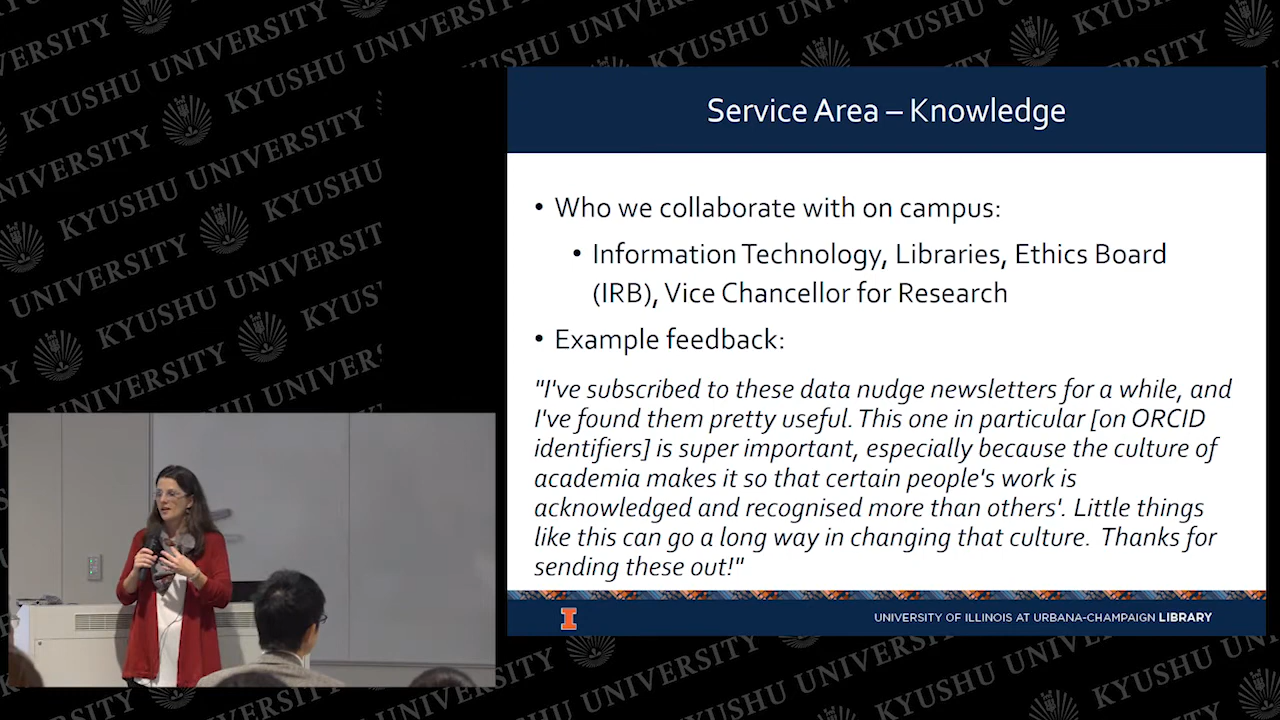 KYUSHU UNIVERSITY
Service Area – Knowledge
• Who we collaborate with on campus:
• Information Technology, Libraries, Ethics Board
(IRB), Vice Chancellor for Research
• Example feedback:
"I've subscribed to these data nudge newsletters for a while, and
I've found them pretty useful. This one in particular [on ORCID
identifiers] is super important, especially because the culture of
academia makes it so that certain people's work is
acknowledged and recognised more than others'. Little things
like this can go a long way in changing that culture.  Thanks for
sending these out!"
I
UNIVERSITY OF ILLINOIS AT URBANA-CHAMPAIGN LIBRARY